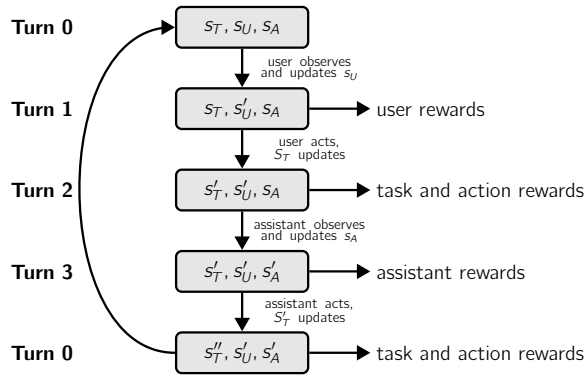 Turn 0
s_T, s_U, s_A
user observes
and updates s_U
Turn 1
s_T, s′_U, s_A
user rewards
user acts,
S_T updates
Turn 2
s′_T, s′_U, s_A
task and action rewards
assistant observes
and updates s_A
Turn 3
s′_T, s′_U, s′_A
assistant rewards
assistant acts,
S′_T updates
Turn 0
s″_T, s′_U, s′_A
task and action rewards